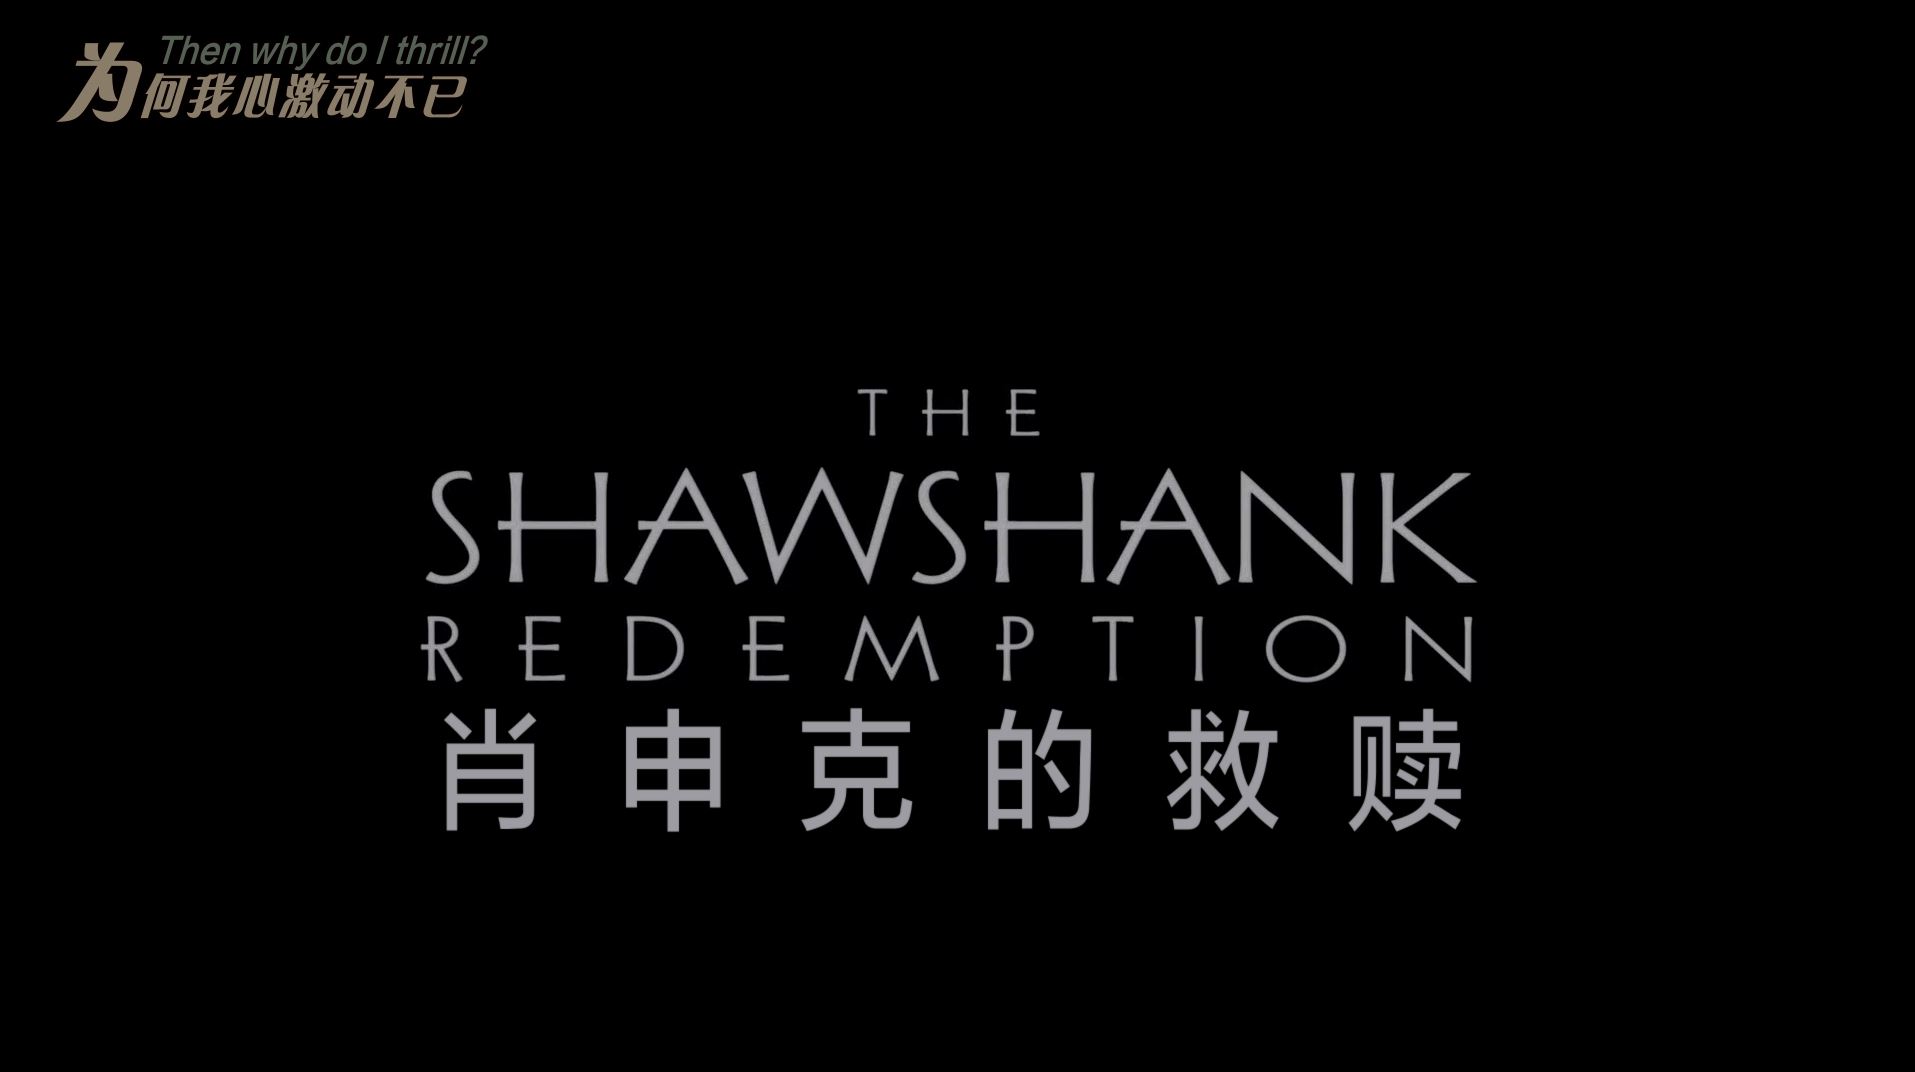 Then why do I thrill?
为何我心激动不已
THE
SHAWSHANK
REDEMPTION
肖申克的救赎